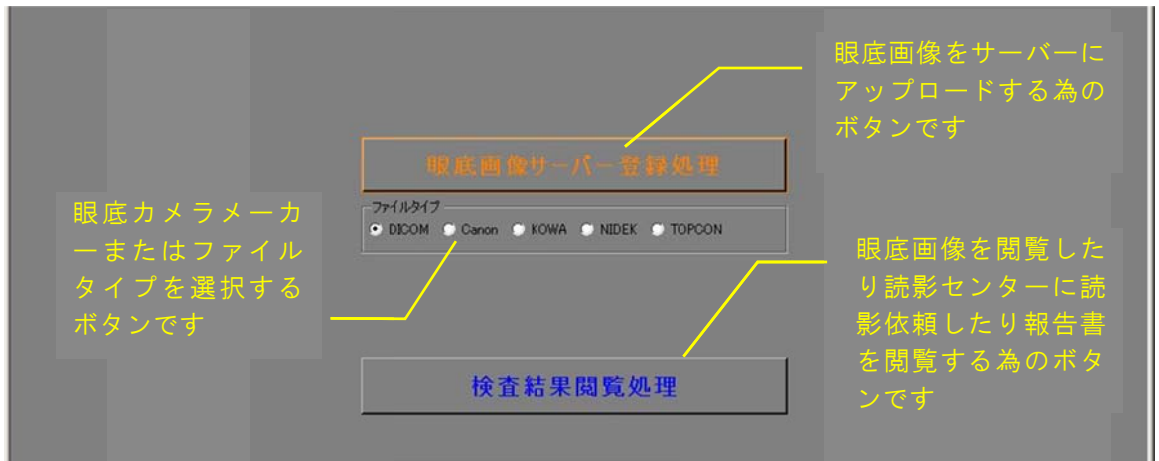 眼底画像をサーバーに
アップロードする為の
ボタンです
眼底画像サーバー登録処理
ファイルタイプ
DICOM Canon KOWA NIDEK TOPCON
眼底カメラメーカ
ーまたはファイル
タイプを選択する
ボタンです
眼底画像を閲覧した
り読影センターに読
影依頼したり報告書
を閲覧する為のボタ
ンです
検査結果閲覧処理